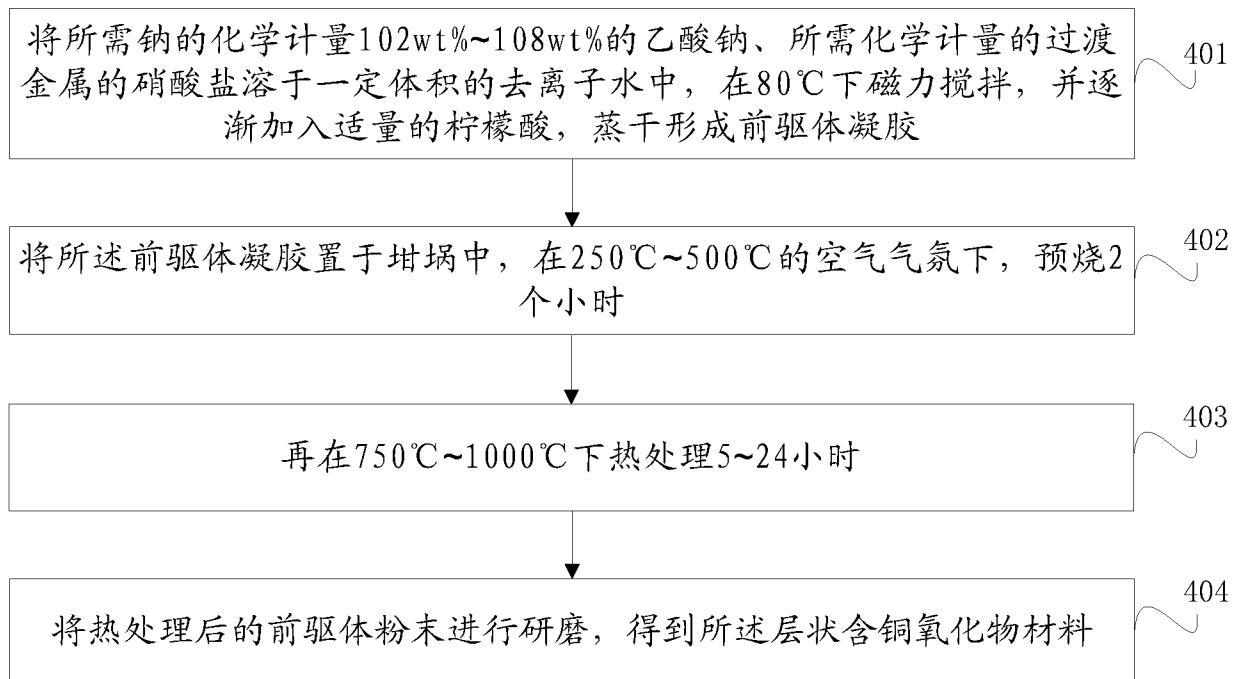 将所需钠的化学计量102wt%~108wt%的乙酸钠、所需化学计量的过渡
金属的硝酸盐溶于一定体积的去离子水中，在80℃下磁力搅拌，并逐
渐加入适量的柠檬酸，蒸干形成前驱体凝胶
401
将所述前驱体凝胶置于坩埚中，在250℃~500℃的空气气氛下，预烧2
个小时
402
再在750℃~1000℃下热处理5~24小时
403
将热处理后的前驱体粉末进行研磨，得到所述层状含铜氧化物材料
404